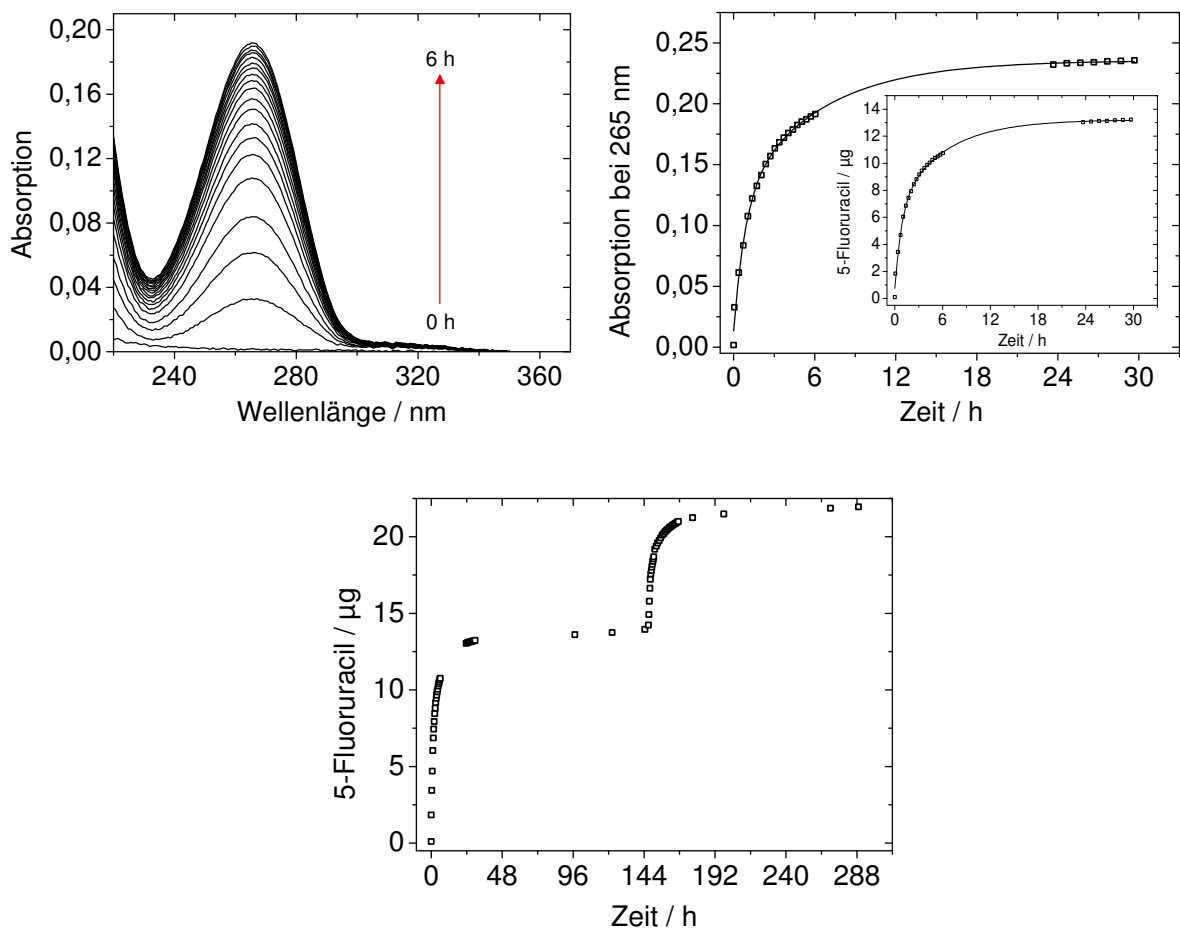 0,20
0,16
0,12
0,08
0,04
0,00
Absorption
6 h
0 h
240 280 320 360
Wellenlänge / nm
0,25
0,20
0,15
0,10
0,05
0,00
Absorption bei 265 nm
0 6 12 18 24 30
Zeit / h
14
12
10
8
6
4
2
0
5-Fluoruracil / µg
0 6 12 18 24 30
Zeit / h
20
15
10
5
0
5-Fluoruracil / µg
0 48 96 144 192 240 288
Zeit / h